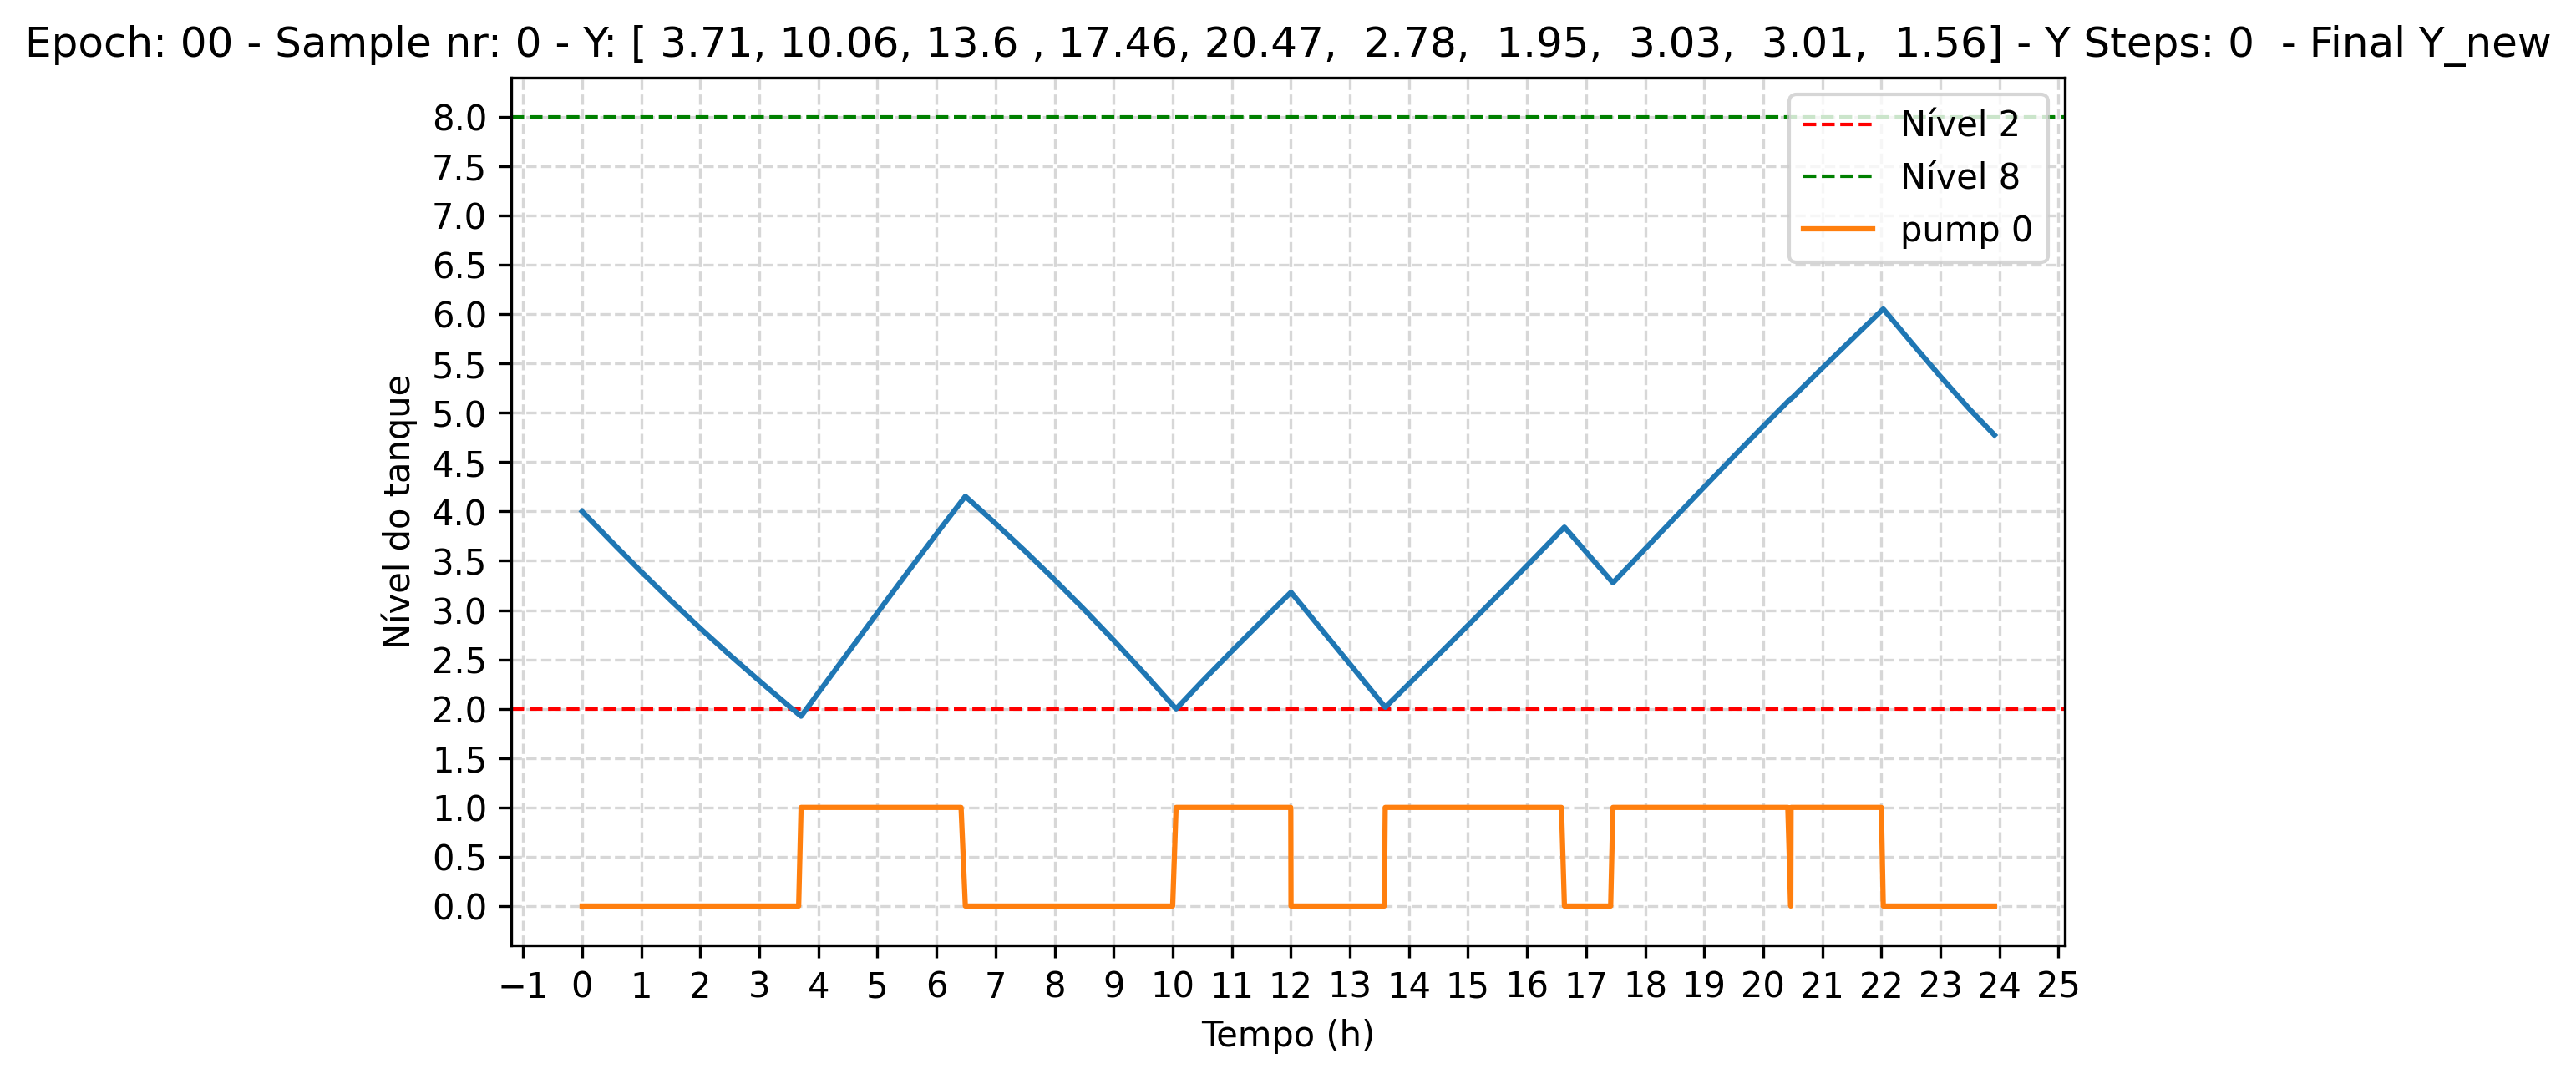 Epoch: 00 - Sample nr: 0 - Y: [ 3.71, 10.06, 13.6 , 17.46, 20.47,  2.78,  1.95,  3.03,  3.01,  1.56] - Y Steps: 0  - Final Y_new
Nível 2
Nível 8
pump 0
8.0
7.5
7.0
6.5
6.0
5.5
5.0
4.5
4.0
3.5
3.0
2.5
2.0
1.5
1.0
0.5
0.0
Nível do tanque
−1 0 1 2 3 4 5 6 7 8 9 10 11 12 13 14 15 16 17 18 19 20 21 22 23 24 25
Tempo (h)